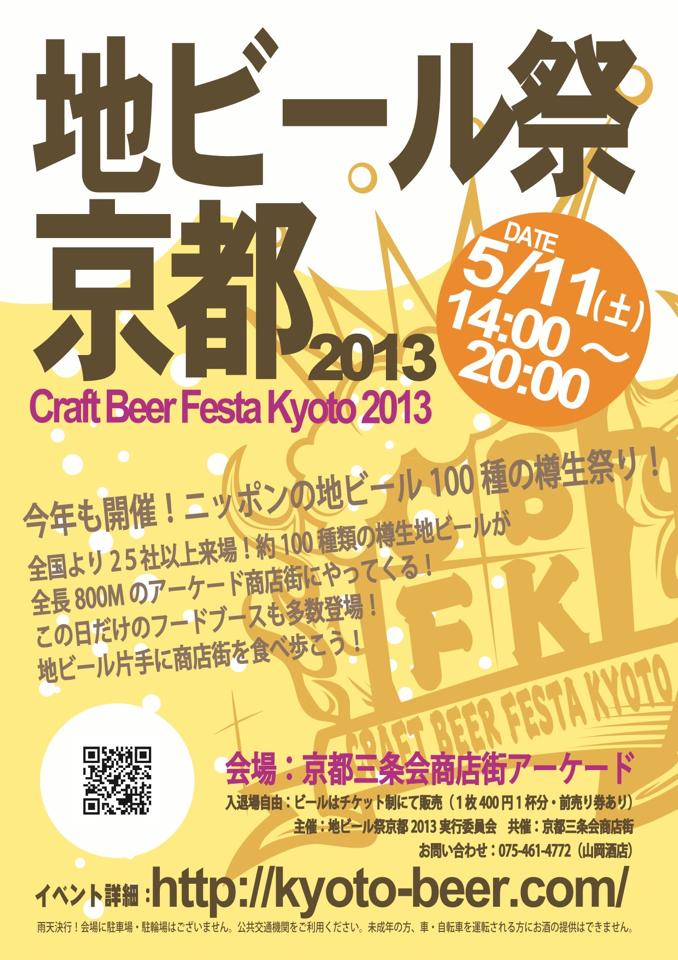 地ビール祭
京都 2013
Craft Beer Festa Kyoto 2013
DATE
5/11(土)
14:00～
20:00
今年も開催！ニッポンの地ビール100種の樽生祭り！
全国より25社以上来場！約100種類の樽生地ビールが
全長800Mのアーケード商店街にやってくる！
この日だけのフードブースも多数登場！
地ビール片手に商店街を食べ歩こう！
CB
FK
CRAFT BEER FESTA KYOTO
会場：京都三条会商店街アーケード
入退場自由：ビールはチケット制にて販売（1枚400円1杯分・前売り券あり）
主催：地ビール祭京都2013実行委員会　共催：京都三条会商店街
お問い合わせ：075-461-4772（山岡酒店）
イベント詳細：http://kyoto-beer.com/
雨天決行！会場に駐車場・駐輪場はございません。公共交通機関をご利用ください。未成年の方、車・自転車を運転される方にお酒の提供はできません。